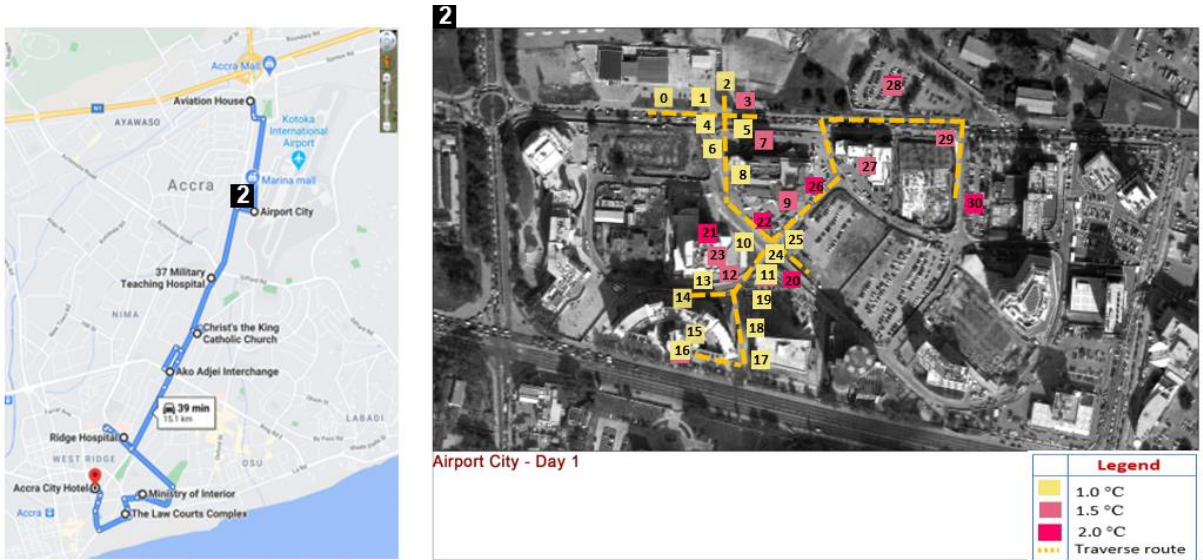 2
Accra Mall
Aviation House
N1
AYAWASO
Kotoka
International
Airport
Accra
Marina mall
2
Airport City
37 Military
Teaching Hospital
NIMA
Christ's the King
Catholic Church
Ako Adjei Interchange
39 min
15.1 km
LABADI
Ridge Hospital
WEST RIDGE
OSU
Accra City Hotel
Ministry of Interior
The Law Courts Complex
Accra
0
1
2
3
4
5
6
7
8
9
10
11
12
13
14
15
16
17
18
19
20
21
22
23
24
25
26
27
28
29
30
Airport City - Day 1
Legend
1.0 °C
1.5 °C
2.0 °C
Traverse route